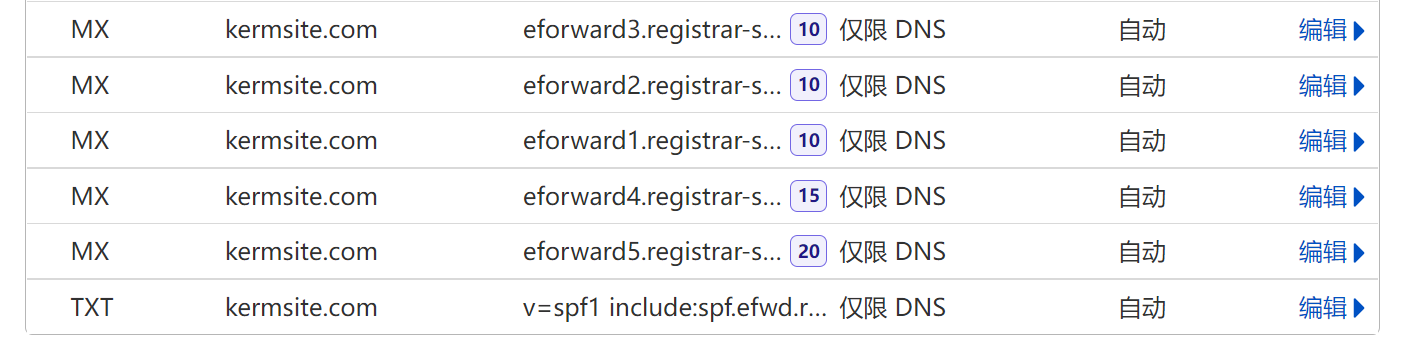 MX kermsite.com eforward3.registrar-s... 10 仅限 DNS 自动 编辑
MX kermsite.com eforward2.registrar-s... 10 仅限 DNS 自动 编辑
MX kermsite.com eforward1.registrar-s... 10 仅限 DNS 自动 编辑
MX kermsite.com eforward4.registrar-s... 15 仅限 DNS 自动 编辑
MX kermsite.com eforward5.registrar-s... 20 仅限 DNS 自动 编辑
TXT kermsite.com v=spf1 include:spf.efwd.r... 仅限 DNS 自动 编辑